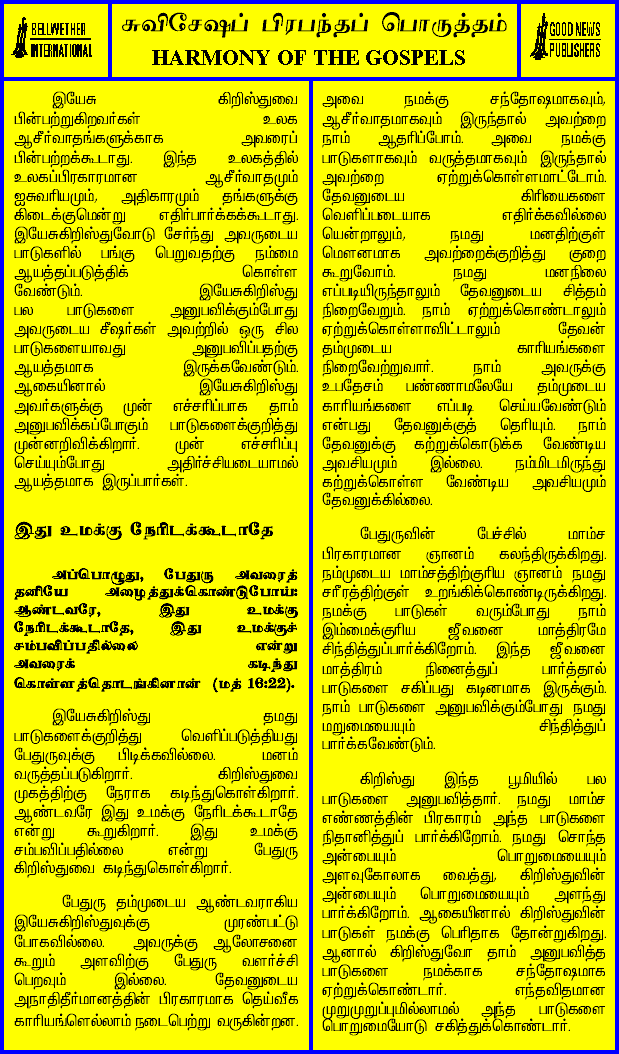 BELLWETHER
INTERNATIONAL
சுவிசேஷப் பிரபந்தப் பொருத்தம்
HARMONY OF THE GOSPELS
GOOD NEWS
PUBLISHERS
இயேசு கிறிஸ்துவை
பின்பற்றுகிறவர்கள் உலக
ஆசீர்வாதங்களுக்காக அவரைப்
பின்பற்றக்கூடாது. இந்த உலகத்தில்
உலகப்பிரகாரமான ஆசீர்வாதமும்
ஐசுவரியமும், அதிகாரமும் தங்களுக்கு
கிடைக்குமென்று எதிர்பார்க்கக்கூடாது.
இயேசுகிறிஸ்துவோடு சேர்ந்து அவருடைய
பாடுகளில் பங்கு பெறுவதற்கு நம்மை
ஆயத்தப்படுத்திக் கொள்ள
வேண்டும். இயேசுகிறிஸ்து
பல பாடுகளை அனுபவிக்கும்போது
அவருடைய சீஷர்கள் அவற்றில் ஒரு சில
பாடுகளையாவது அனுபவிப்பதற்கு
ஆயத்தமாக இருக்கவேண்டும்.
ஆகையினால் இயேசுகிறிஸ்து
அவர்களுக்கு முன் எச்சரிப்பாக தாம்
அனுபவிக்கப்போகும் பாடுகளைக்குறித்து
முன்னறிவிக்கிறார். முன் எச்சரிப்பு
செய்யும்போது அதிர்ச்சியடையாமல்
ஆயத்தமாக இருப்பார்கள்.
இது உமக்கு நேரிடக்கூடாதே
அப்பொழுது, பேதுரு அவரைத்
தனியே அழைத்துக்கொண்டுபோய்:
ஆண்டவரே, இது உமக்கு
நேரிடக்கூடாதே, இது உமக்குச்
சம்பவிப்பதில்லை என்று
அவரைக் கடிந்து
கொள்ளத்தொடங்கினான் (மத் 16:22).
இயேசுகிறிஸ்து தமது
பாடுகளைக்குறித்து வெளிப்படுத்தியது
பேதுருவுக்கு பிடிக்கவில்லை. மனம்
வருத்தப்படுகிறார். கிறிஸ்துவை
முகத்திற்கு நேராக கடிந்துகொள்கிறார்.
ஆண்டவரே இது உமக்கு நேரிடக்கூடாதே
என்று கூறுகிறார். இது உமக்கு
சம்பவிப்பதில்லை என்று பேதுரு
கிறிஸ்துவை கடிந்துகொள்கிறார்.
பேதுரு தம்முடைய ஆண்டவராகிய
இயேசுகிறிஸ்துவுக்கு முரண்பட்டு
போகவில்லை. அவருக்கு ஆலோசனை
கூறும் அளவிற்கு பேதுரு வளர்ச்சி
பெறவும் இல்லை. தேவனுடைய
அநாதிதீர்மானத்தின் பிரகாரமாக தெய்வீக
காரியங்ளெல்லாம் நடைபெற்று வருகின்றன.
அவை நமக்கு சந்தோஷமாகவும்,
ஆசீர்வாதமாகவும் இருந்தால் அவற்றை
நாம் ஆதரிப்போம். அவை நமக்கு
பாடுகளாகவும் வருத்தமாகவும் இருந்தால்
அவற்றை ஏற்றுக்கொள்ளமாட்டோம்.
தேவனுடைய கிரியைகளை
வெளிப்படையாக எதிர்க்கவில்லை
யென்றாலும், நமது மனதிற்குள்
மௌனமாக அவற்றைக்குறித்து குறை
கூறுவோம். நமது மனநிலை
எப்படியிருந்தாலும் தேவனுடைய சித்தம்
நிறைவேறும். நாம் ஏற்றுக்கொண்டாலும்
ஏற்றுக்கொள்ளாவிட்டாலும் தேவன்
தம்முடைய காரியங்களை
நிறைவேற்றுவார். நாம் அவருக்கு
உபதேசம் பண்ணாமலேயே தம்முடைய
காரியங்களை எப்படி செய்யவேண்டும்
என்பது தேவனுக்குத் தெரியும். நாம்
தேவனுக்கு கற்றுக்கொடுக்க வேண்டிய
அவசியமும் இல்லை. நம்மிடமிருந்து
கற்றுக்கொள்ள வேண்டிய அவசியமும்
தேவனுக்கில்லை.
பேதுருவின் பேச்சில் மாம்ச
பிரகாரமான ஞானம் கலந்திருக்கிறது.
நம்முடைய மாம்சத்திற்குரிய ஞானம் நமது
சரீரத்திற்குள் உறங்கிக்கொண்டிருக்கிறது.
நமக்கு பாடுகள் வரும்போது நாம்
இம்மைக்குரிய ஜீவனை மாத்திரமே
சிந்தித்துப்பார்க்கிறோம். இந்த ஜீவனை
மாத்திரம் நினைத்துப் பார்த்தால்
பாடுகளை சகிப்பது கடினமாக இருக்கும்.
நாம் பாடுகளை அனுபவிக்கும்போது நமது
மறுமையையும் சிந்தித்துப்
பார்க்கவேண்டும்.
கிறிஸ்து இந்த பூமியில் பல
பாடுகளை அனுபவித்தார். நமது மாம்ச
எண்ணத்தின் பிரகாரம் அந்த பாடுகளை
நிதானித்துப் பார்க்கிறோம். நமது சொந்த
அன்பையும் பொறுமையையும்
அளவுகோலாக வைத்து, கிறிஸ்துவின்
அன்பையும் பொறுமையையும் அளந்து
பார்க்கிறோம். ஆகையினால் கிறிஸ்துவின்
பாடுகள் நமக்கு பெரிதாக தோன்றுகிறது.
ஆனால் கிறிஸ்துவோ தாம் அனுபவித்த
பாடுகளை நமக்காக சந்தோஷமாக
ஏற்றுக்கொண்டார். எந்தவிதமான
முறுமுறுப்புமில்லாமல் அந்த பாடுகளை
பொறுமையோடு சகித்துக்கொண்டார்.